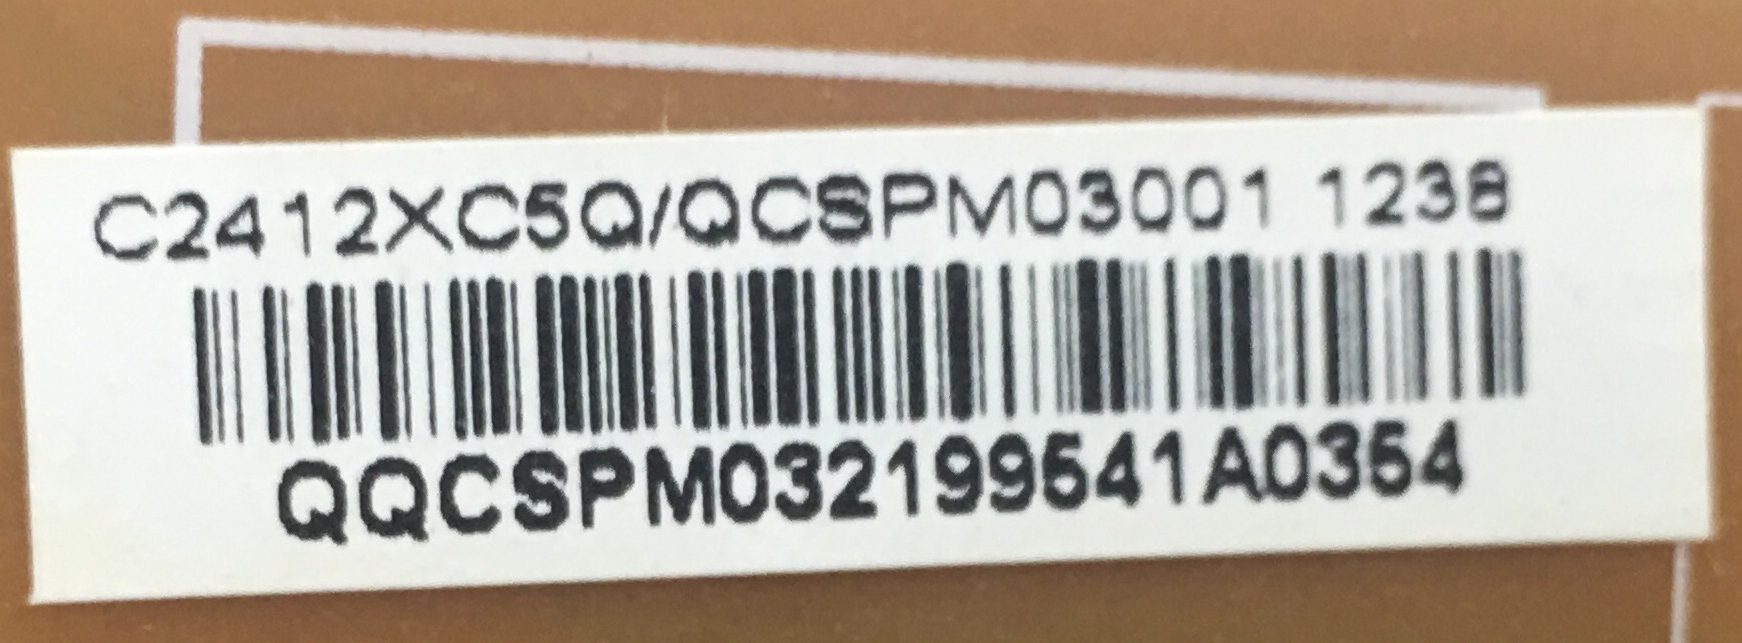 C2412XC5Q/QCSPM03001 1238
QQCSPM032199541A0354